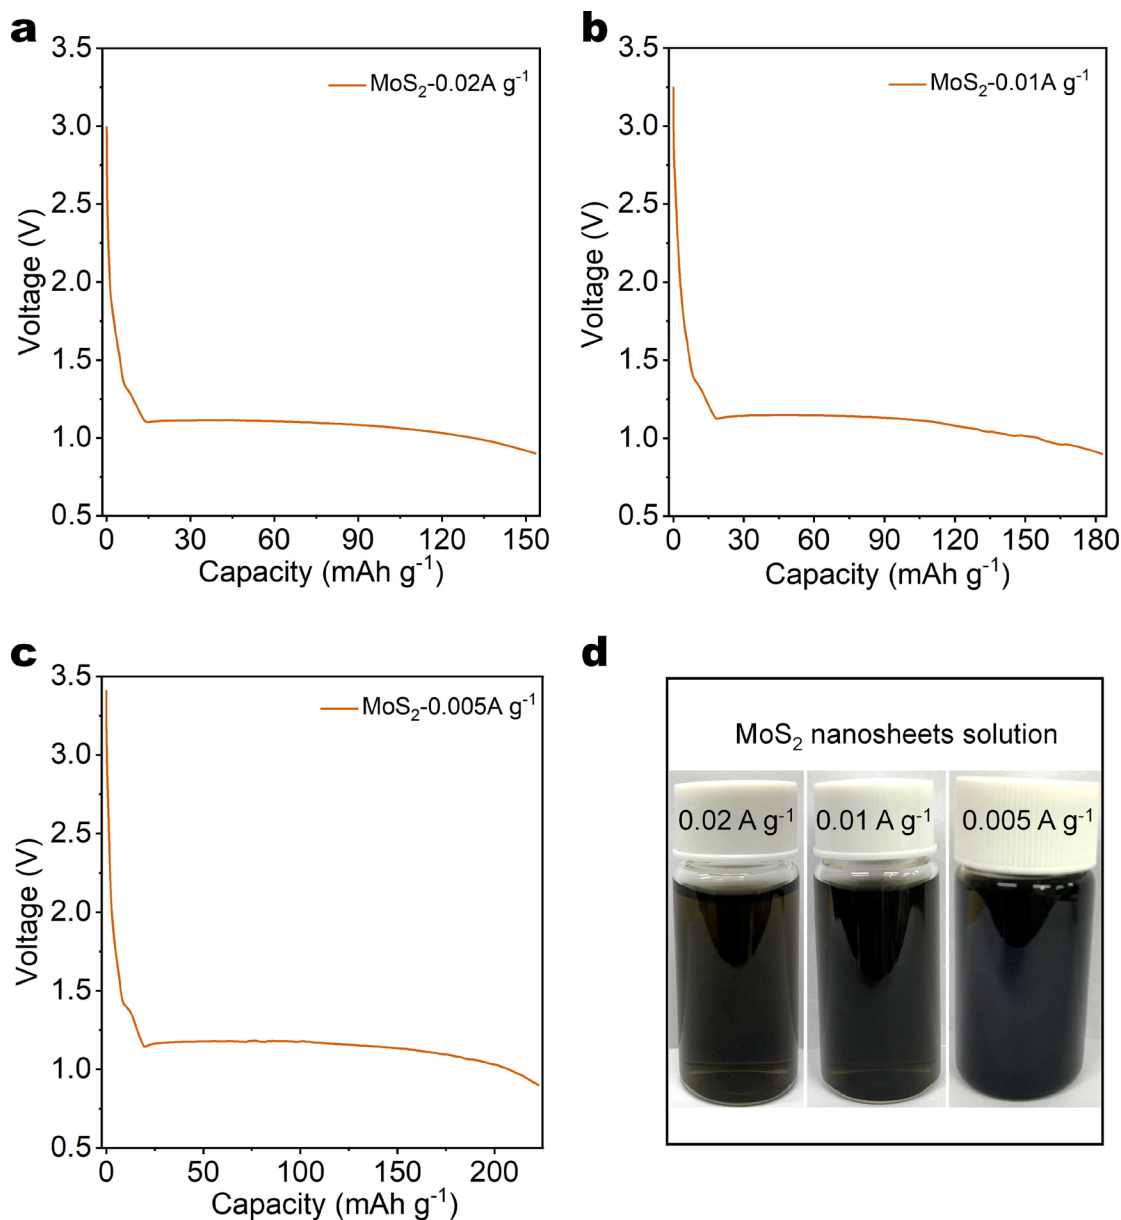 a
3.5
3.0
2.5
2.0
1.5
1.0
0.5
Voltage (V)
MoS₂-0.02A g⁻¹
0 30 60 90 120 150
Capacity (mAh g⁻¹)
b
3.5
3.0
2.5
2.0
1.5
1.0
0.5
Voltage (V)
MoS₂-0.01A g⁻¹
0 30 60 90 120 150 180
Capacity (mAh g⁻¹)
c
3.5
3.0
2.5
2.0
1.5
1.0
0.5
Voltage (V)
MoS₂-0.005A g⁻¹
0 50 100 150 200
Capacity (mAh g⁻¹)
d
MoS₂ nanosheets solution
0.02 A g⁻¹ 0.01 A g⁻¹ 0.005 A g⁻¹